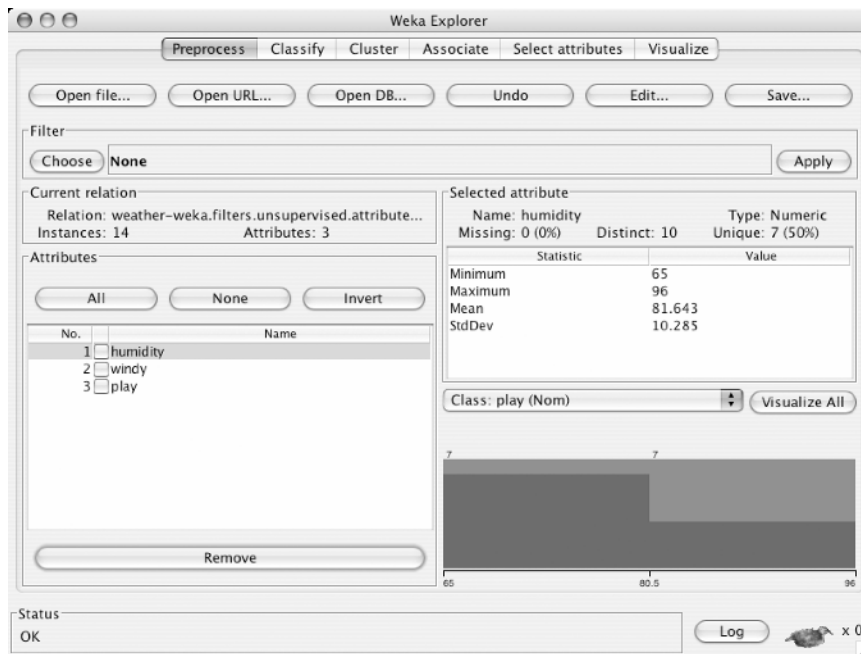 Weka Explorer
Preprocess Classify Cluster Associate Select attributes Visualize
Open file... Open URL... Open DB... Undo Edit... Save...
Filter
Choose None Apply
Current relation
Relation: weather-weka.filters.unsupervised.attribute...
Instances: 14 Attributes: 3
Attributes
All None Invert
No. Name
1 humidity
2 windy
3 play
Remove
Selected attribute
Name: humidity Type: Numeric
Missing: 0 (0%) Distinct: 10 Unique: 7 (50%)
Statistic Value
Minimum 65
Maximum 96
Mean 81.643
StdDev 10.285
Class: play (Nom) Visualize All
7 7
65 80.5 96
Status
OK
Log x 0